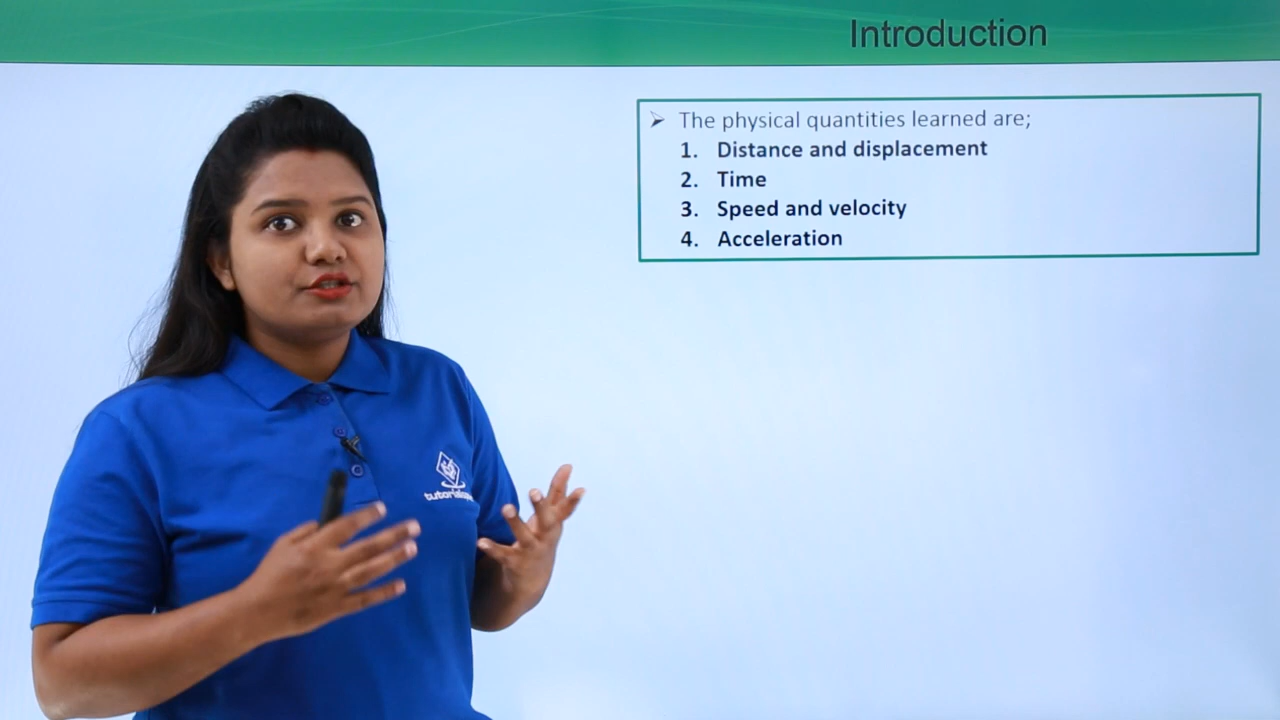 Introduction
➢ The physical quantities learned are;
1. Distance and displacement
2. Time
3. Speed and velocity
4. Acceleration